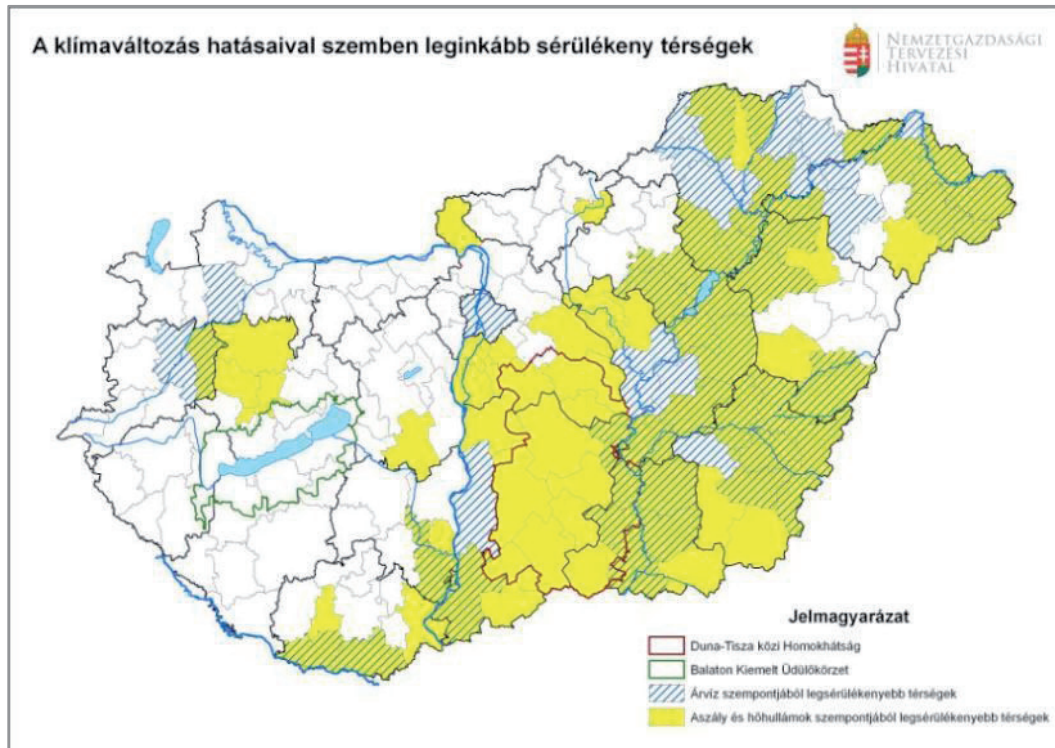 A klímaváltozás hatásaival szemben leginkább sérülékeny térségek
NEMZETGAZDASÁGI
TERVEZÉSI
HIVATAL
Jelmagyarázat
Duna-Tisza közi Homokhátság
Balaton Kiemelt Üdülőkörzet
Árvíz szempontjából legsérülékenyebb térségek
Aszály és hőhullámok szempontjából legsérülékenyebb térségek